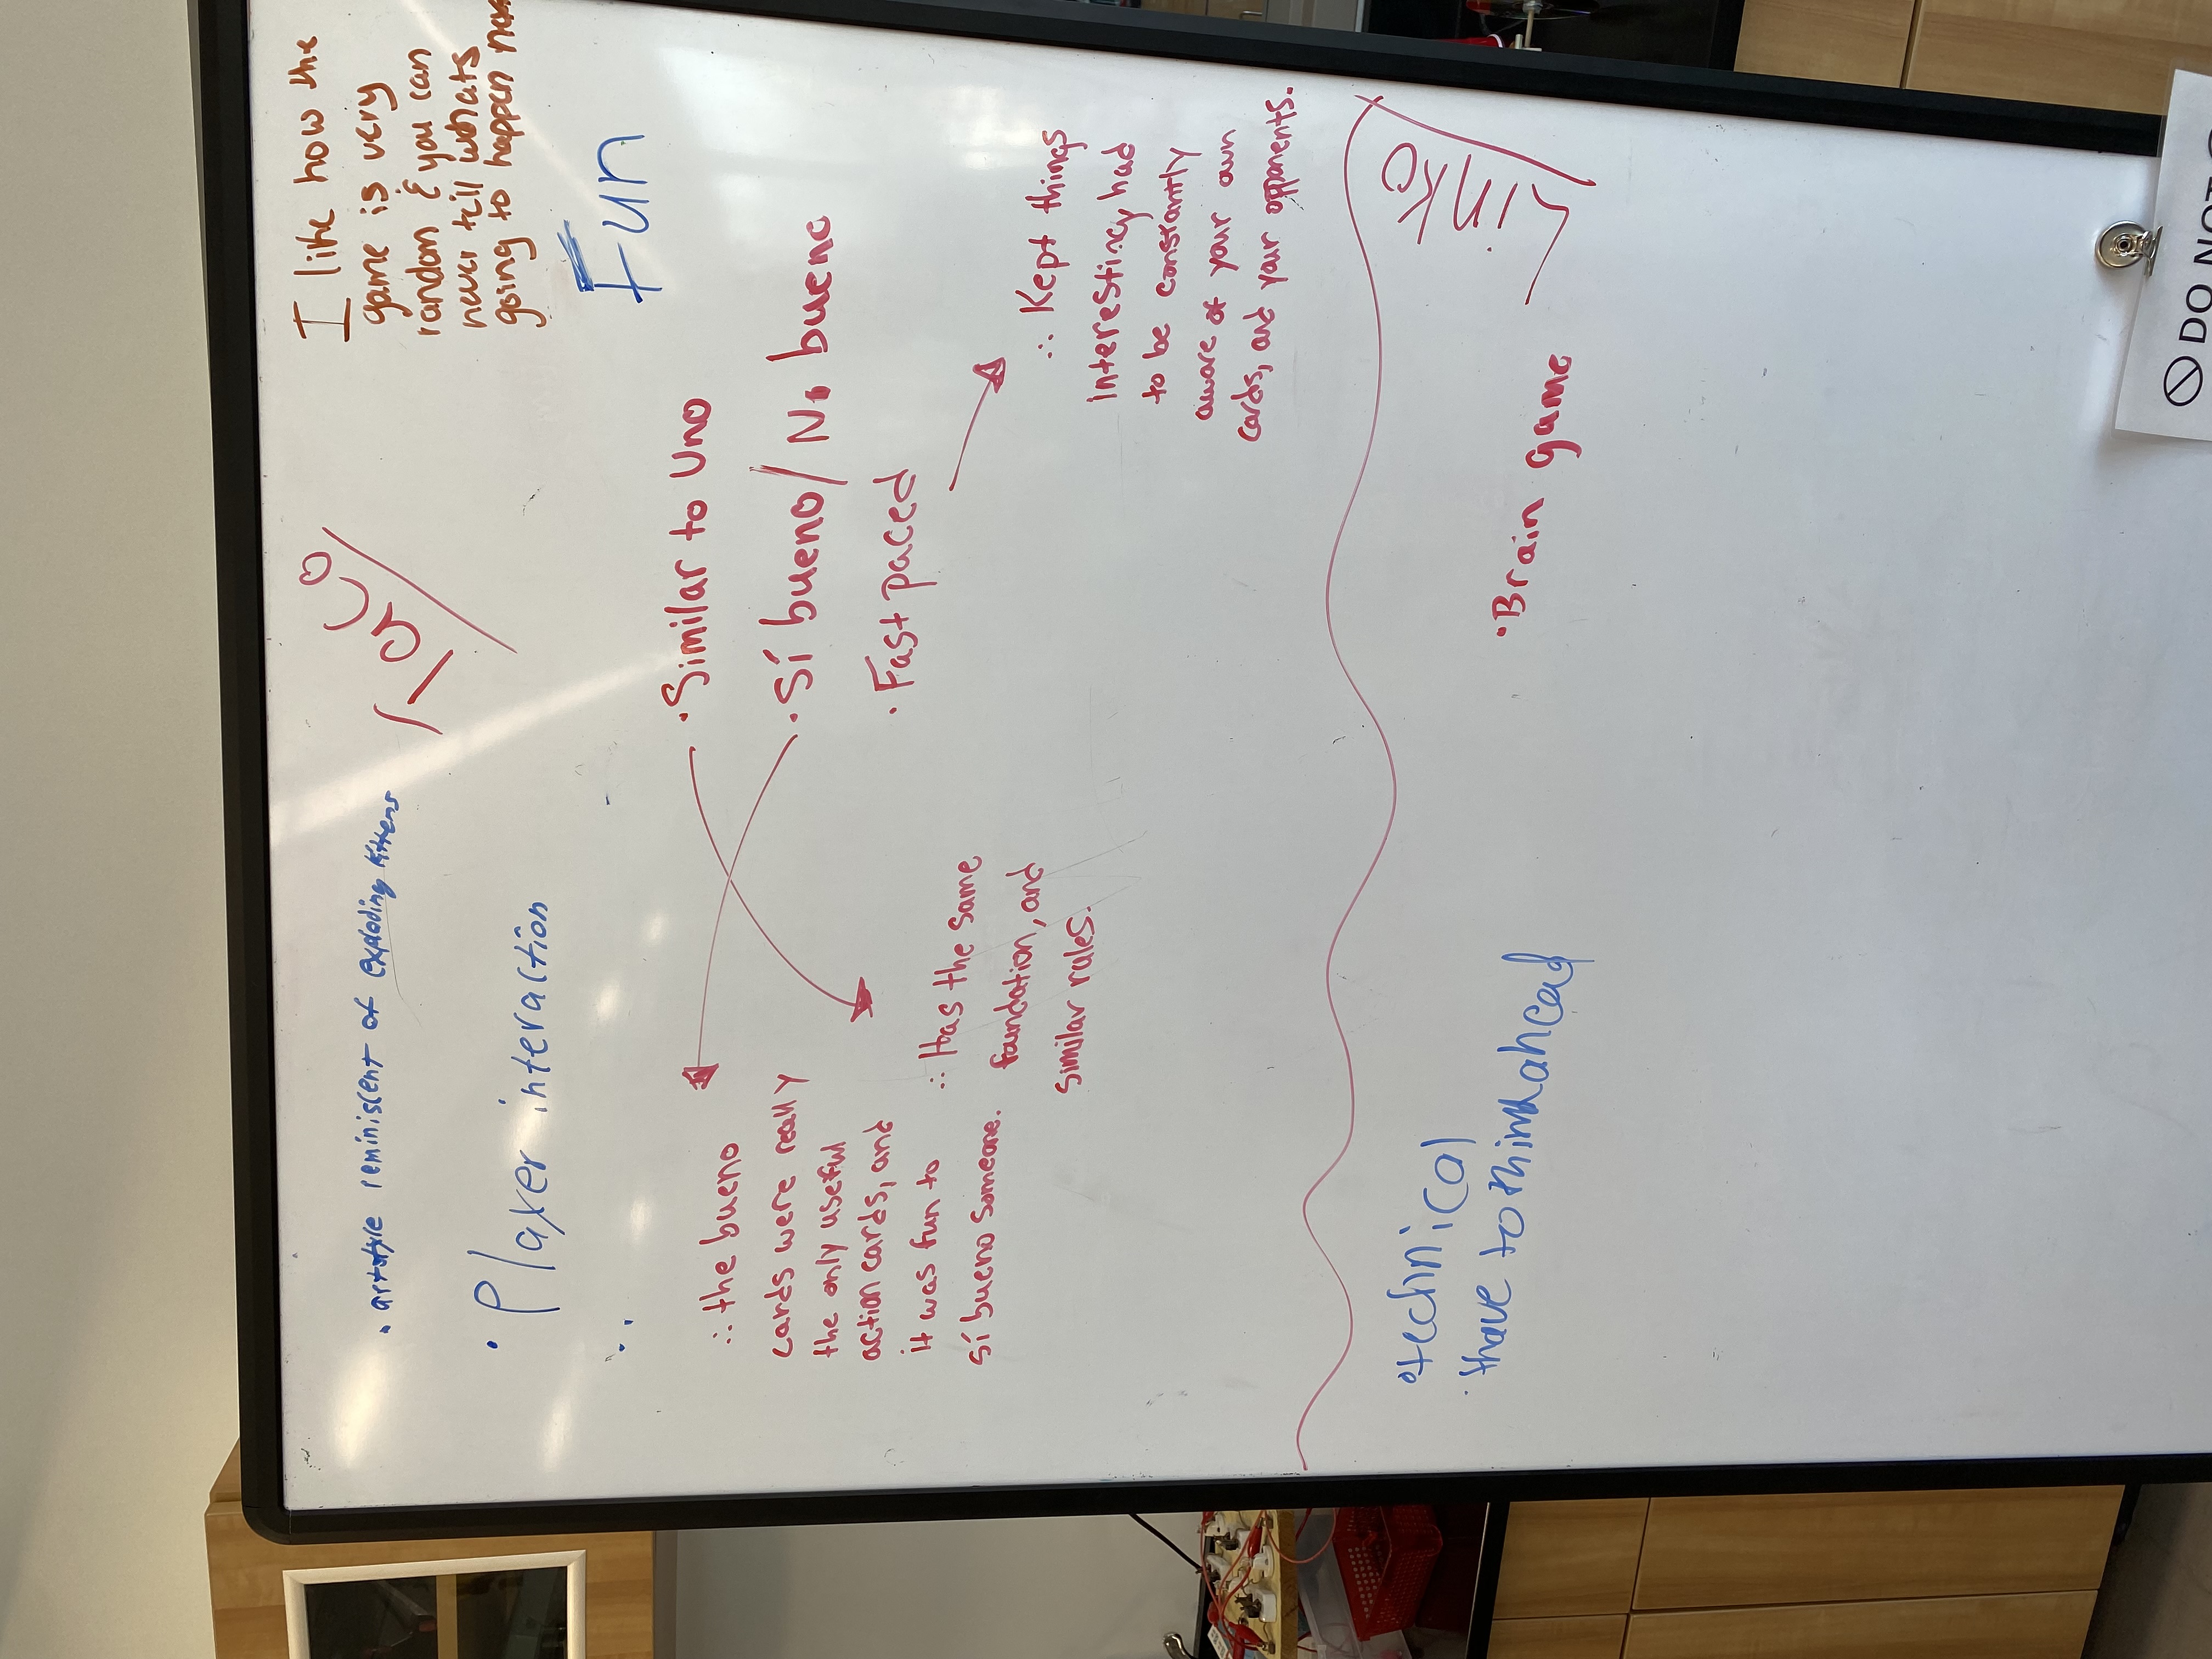 • artstyle reminiscent of exploding kittens
TaCo
I like how the
game is very
random & you can
never tell whats
going to happen
• Player interaction
Fun
• Similar to Uno
• Sí bueno/ No bueno
• Fast paced
∴ the bueno
cards were really
the only useful
action cards, and
it was fun to
sí bueno someone.
∴ Has the same
foundation, and
similar rules.
∴ Kept things
interesting, had
to be constantly
aware of your own
cards, and your opponents.
Linko
• technical
have to think ahead
• Brain game
DO NOT